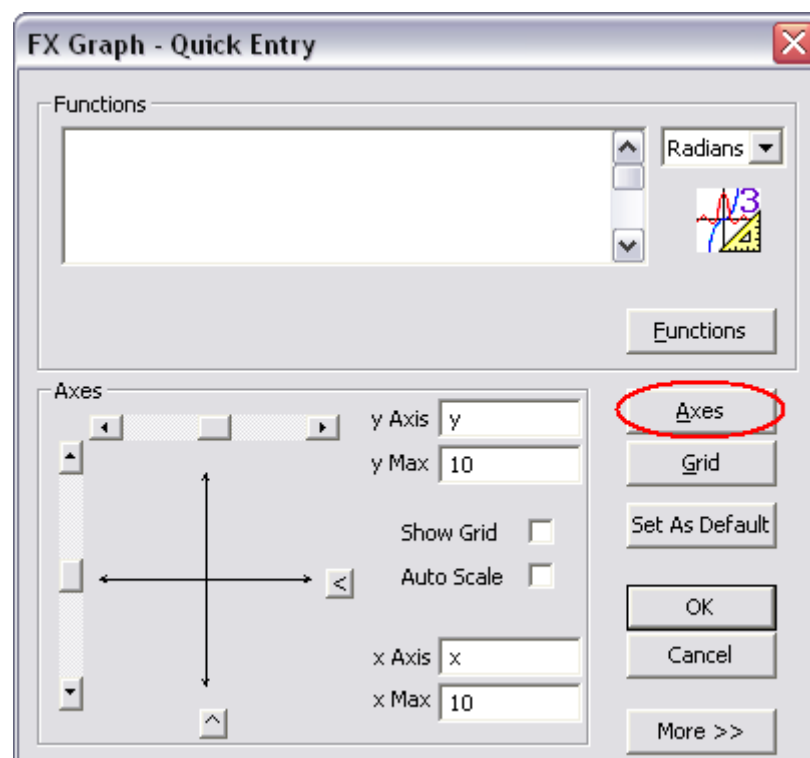 FX Graph - Quick Entry
Functions
Radians
Functions
Axes
y Axis y
Axes
y Max 10
Grid
Show Grid
Set As Default
Auto Scale
<
OK
x Axis x
Cancel
x Max 10
^
More >>